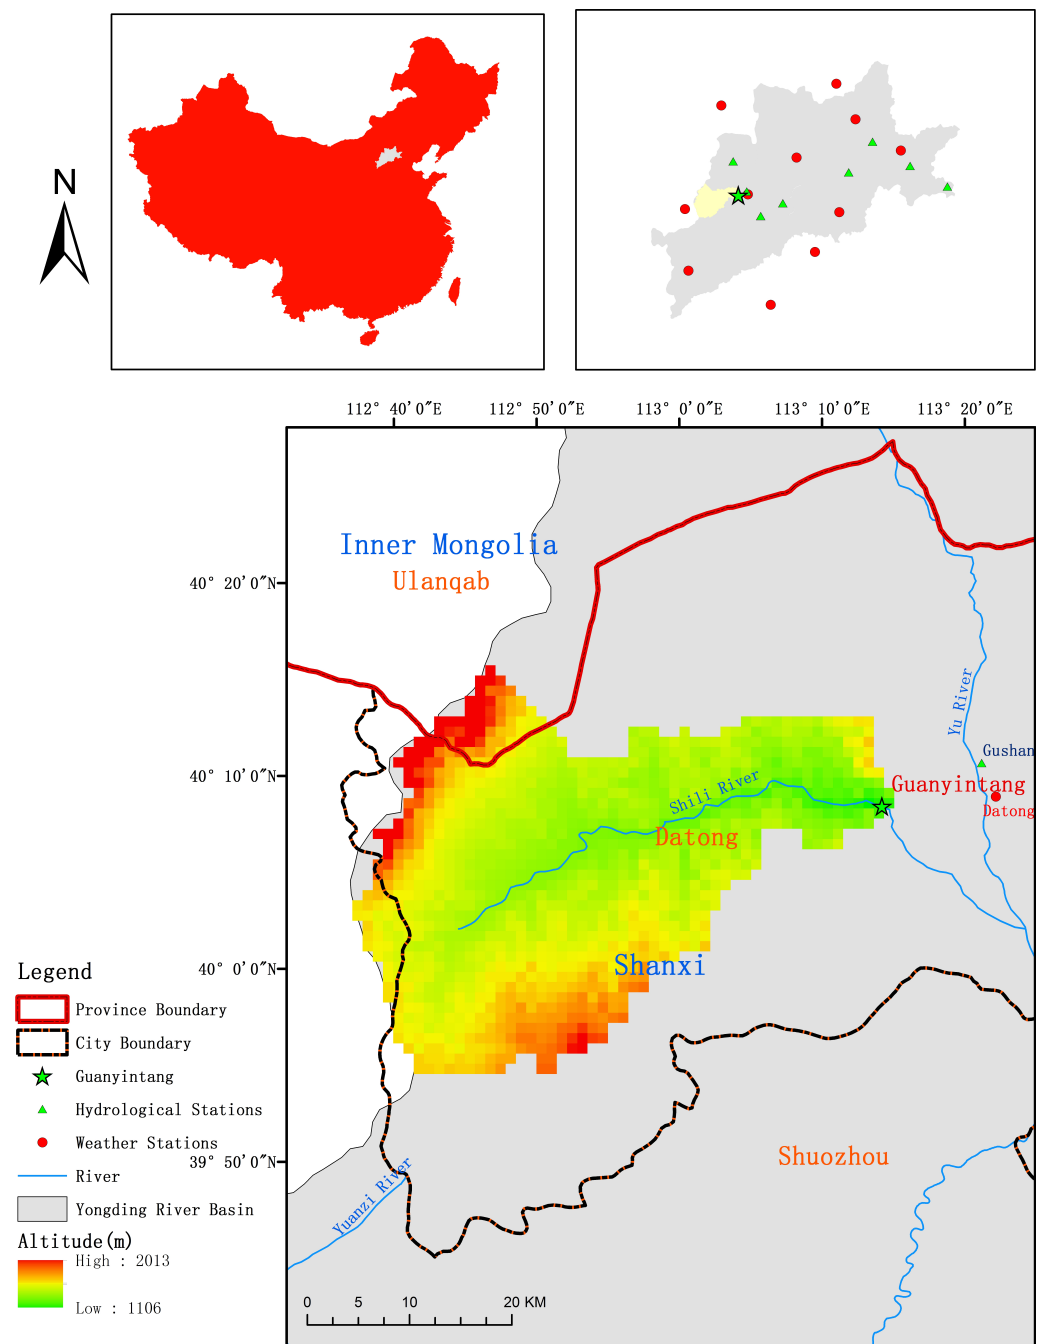 N
112° 40′0″E
112° 50′0″E
113° 0′0″E
113° 10′0″E
113° 20′0″E
Inner Mongolia
Ulanqab
40° 20′0″N
Yu River
Gushan
40° 10′0″N
Guanyintang
Shili River
Datong
Datong
Shanxi
40° 0′0″N
Legend
Province Boundary
City Boundary
Guanyintang
Hydrological Stations
Weather Stations
39° 50′0″N
Shuozhou
River
Yuanzi River
Yongding River Basin
Altitude(m)
High : 2013
Low : 1106
0 5 10 20 KM